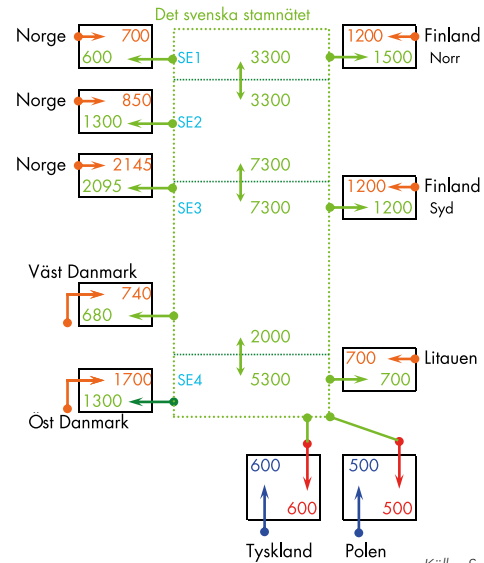 Det svenska stamnätet
Norge 700 1200 Finland
600 SE1 3300 1500 Norr
Norge 850 3300
1300 SE2
Norge 2145 7300 1200 Finland
2095 SE3 7300 1200 Syd
Väst Danmark
740
680
2000
1700 SE4 5300 700 Litauen
1300 700
Öst Danmark
600 500
600 500
Tyskland Polen